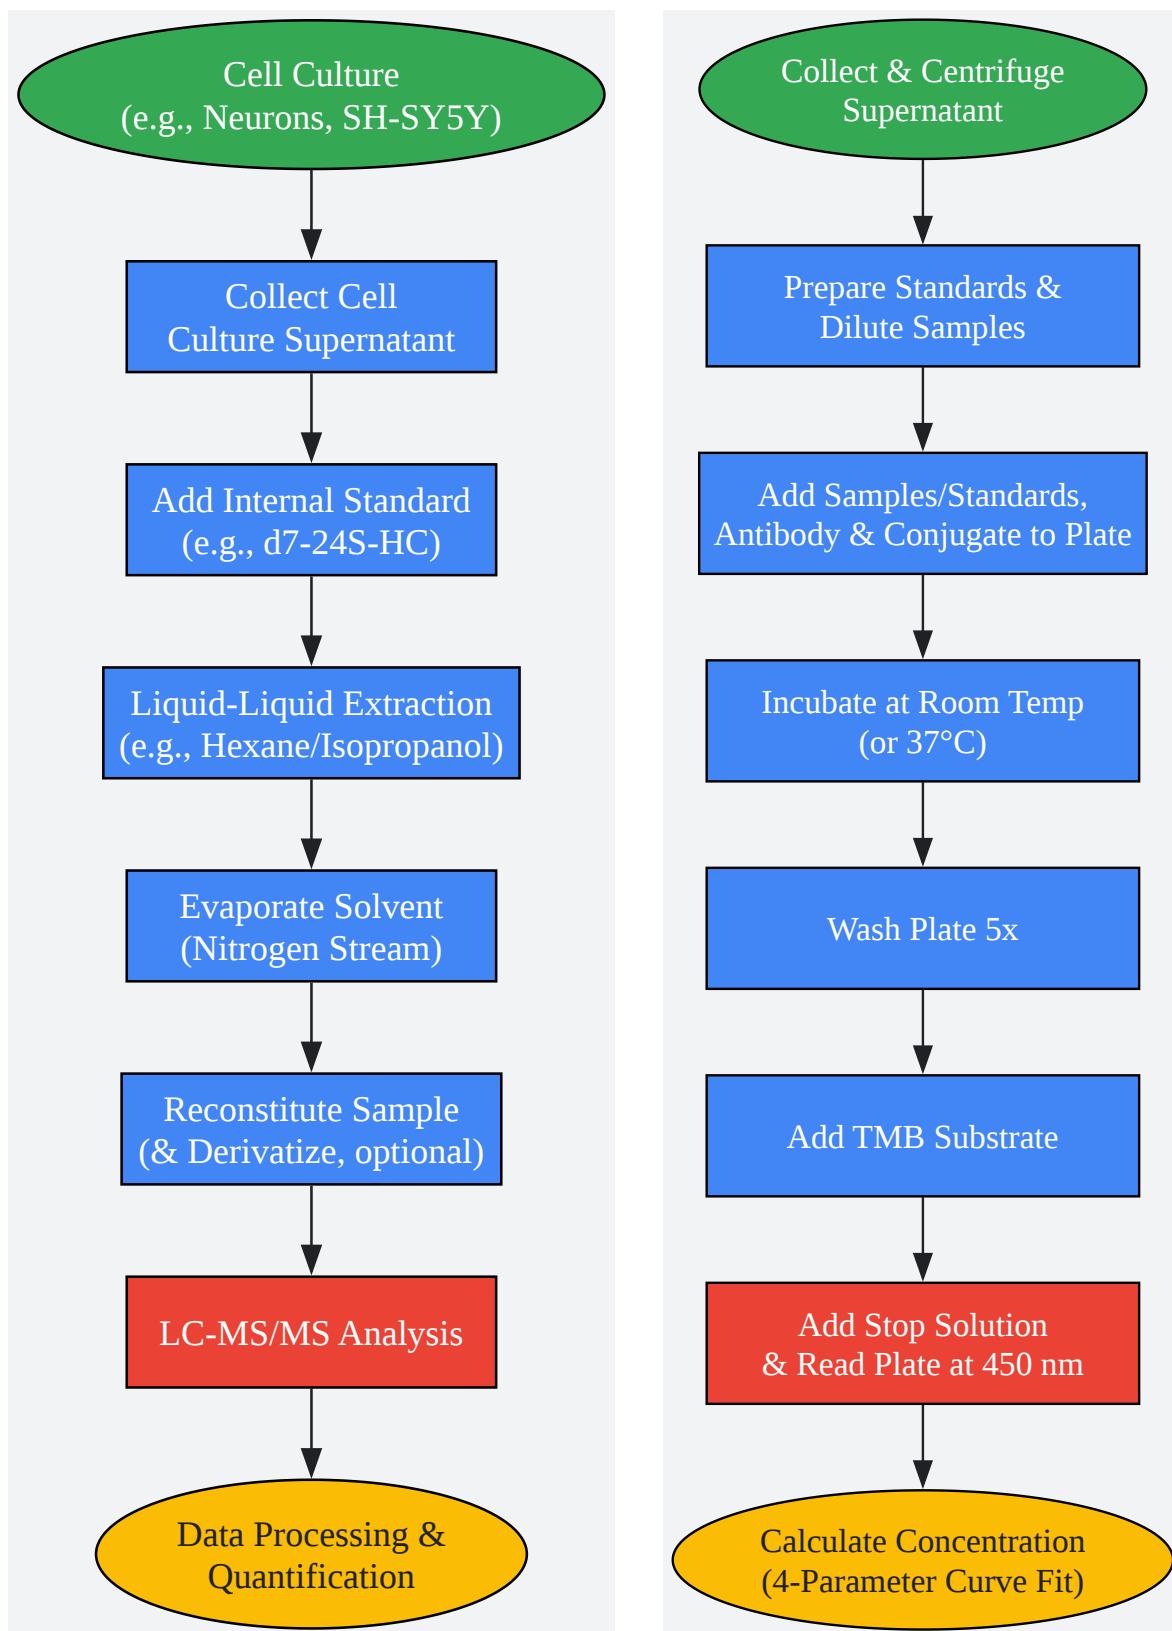 Cell Culture
(e.g., Neurons, SH-SY5Y)
Collect Cell
Culture Supernatant
Add Internal Standard
(e.g., d7-24S-HC)
Liquid-Liquid Extraction
(e.g., Hexane/Isopropanol)
Evaporate Solvent
(Nitrogen Stream)
Reconstitute Sample
(& Derivatize, optional)
LC-MS/MS Analysis
Data Processing &
Quantification
Collect & Centrifuge
Supernatant
Prepare Standards &
Dilute Samples
Add Samples/Standards,
Antibody & Conjugate to Plate
Incubate at Room Temp
(or 37°C)
Wash Plate 5x
Add TMB Substrate
Add Stop Solution
& Read Plate at 450 nm
Calculate Concentration
(4-Parameter Curve Fit)